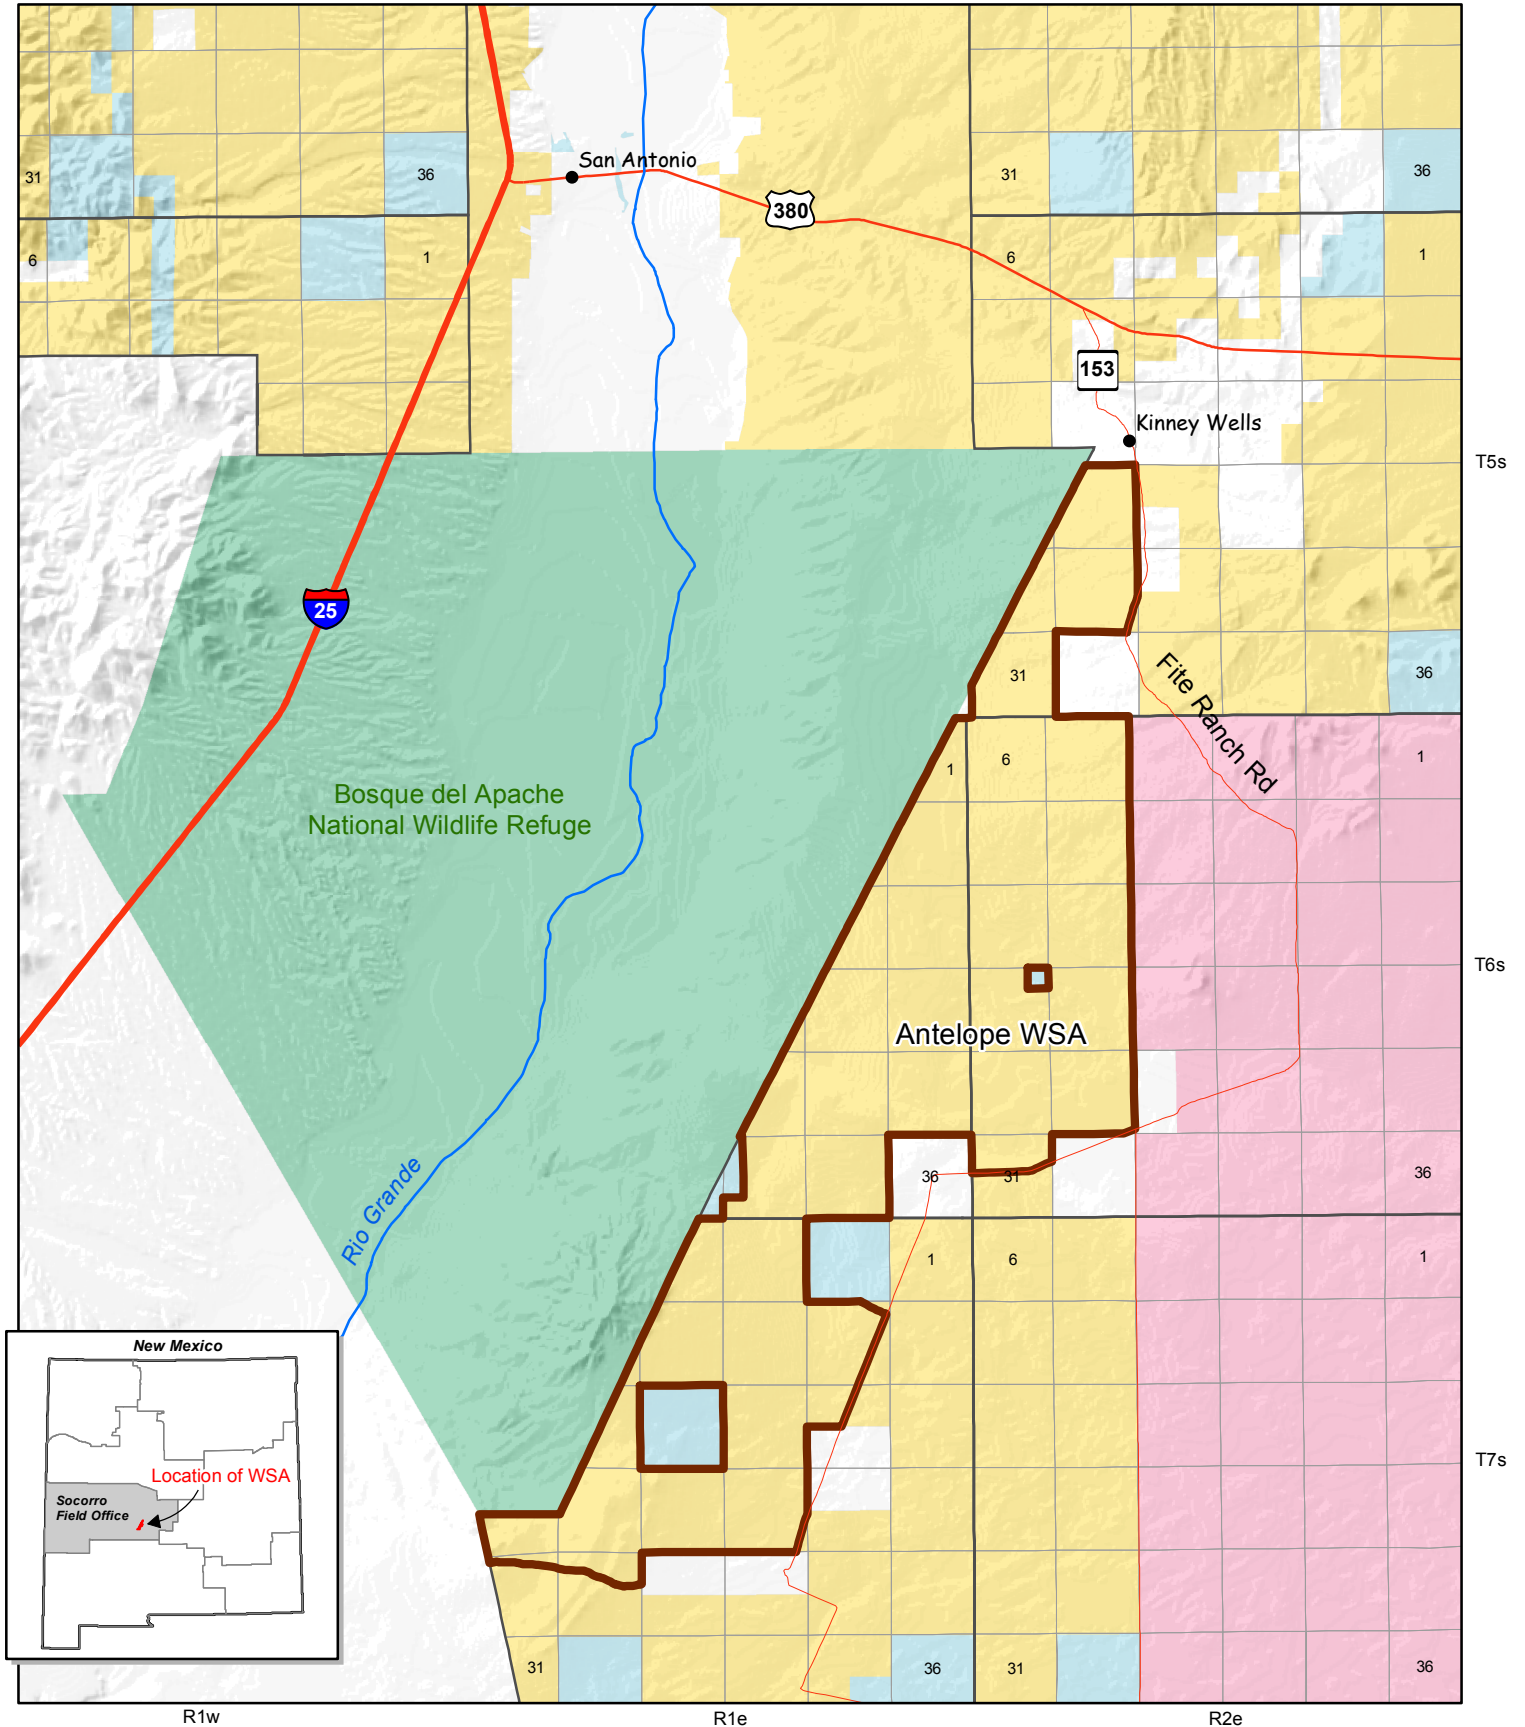 San Antonio
31
36
31
36
380
6
1
6
1
153
Kinney Wells
T5s
25
31
Fite Ranch Rd
36
1
6
1
Bosque del Apache
National Wildlife Refuge
T6s
Antelope WSA
36
31
36
Rio Grande
1
6
1
New Mexico
Location of WSA
Socorro
Field Office
T7s
31
36
31
36
R1w
R1e
R2e